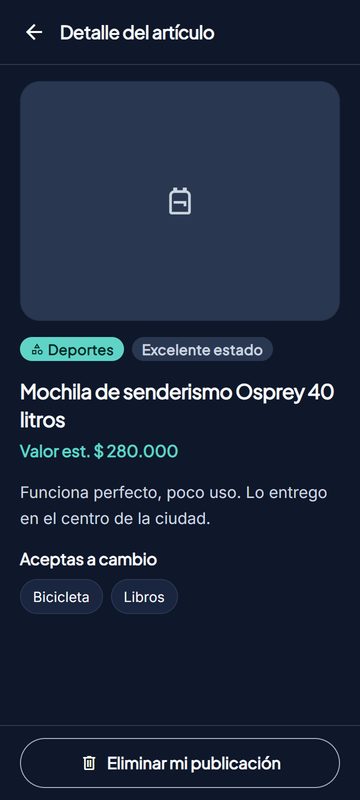 Detalle del artículo
Deportes
Excelente estado
Mochila de senderismo Osprey 40
litros
Valor est. $ 280.000
Funciona perfecto, poco uso. Lo entrego
en el centro de la ciudad.
Aceptas a cambio
Bicicleta
Libros
Eliminar mi publicación